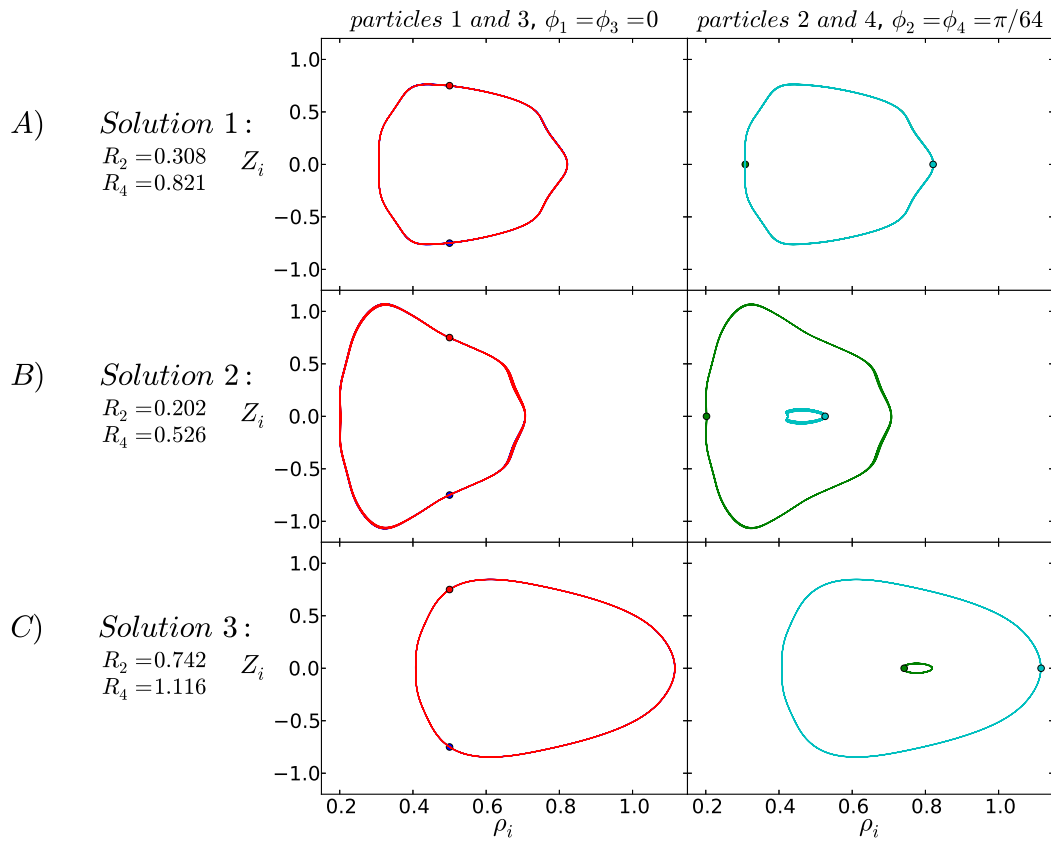 particles 1 and 3, ϕ₁ = ϕ₃ = 0
particles 2 and 4, ϕ₂ = ϕ₄ = π/64
A)
Solution 1:
R₂ = 0.308
R₄ = 0.821
Zᵢ
1.0
0.5
0.0
−0.5
−1.0
B)
Solution 2:
R₂ = 0.202
R₄ = 0.526
Zᵢ
1.0
0.5
0.0
−0.5
−1.0
C)
Solution 3:
R₂ = 0.742
R₄ = 1.116
Zᵢ
1.0
0.5
0.0
−0.5
−1.0
0.2 0.4 0.6 0.8 1.0
0.2 0.4 0.6 0.8 1.0
ρᵢ
ρᵢ